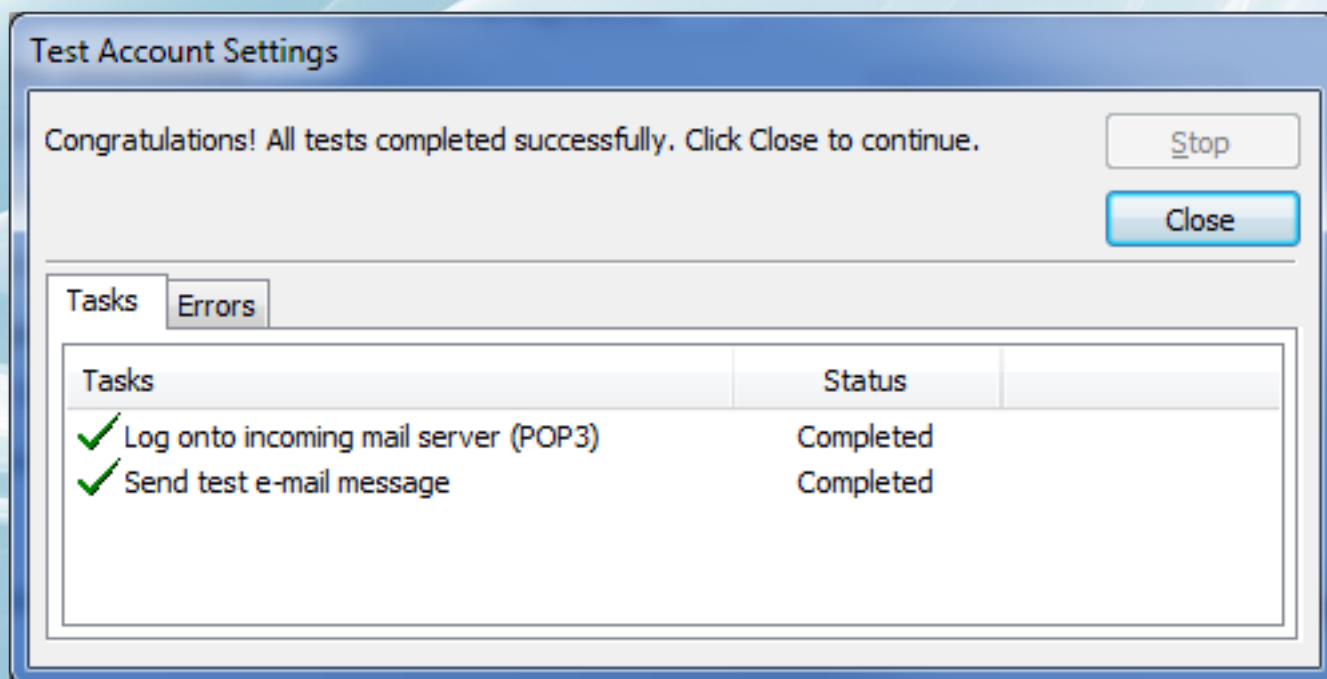 Test Account Settings
Congratulations! All tests completed successfully. Click Close to continue.
Stop
Close
Tasks
Errors
Tasks Status
Log onto incoming mail server (POP3) Completed
Send test e-mail message Completed